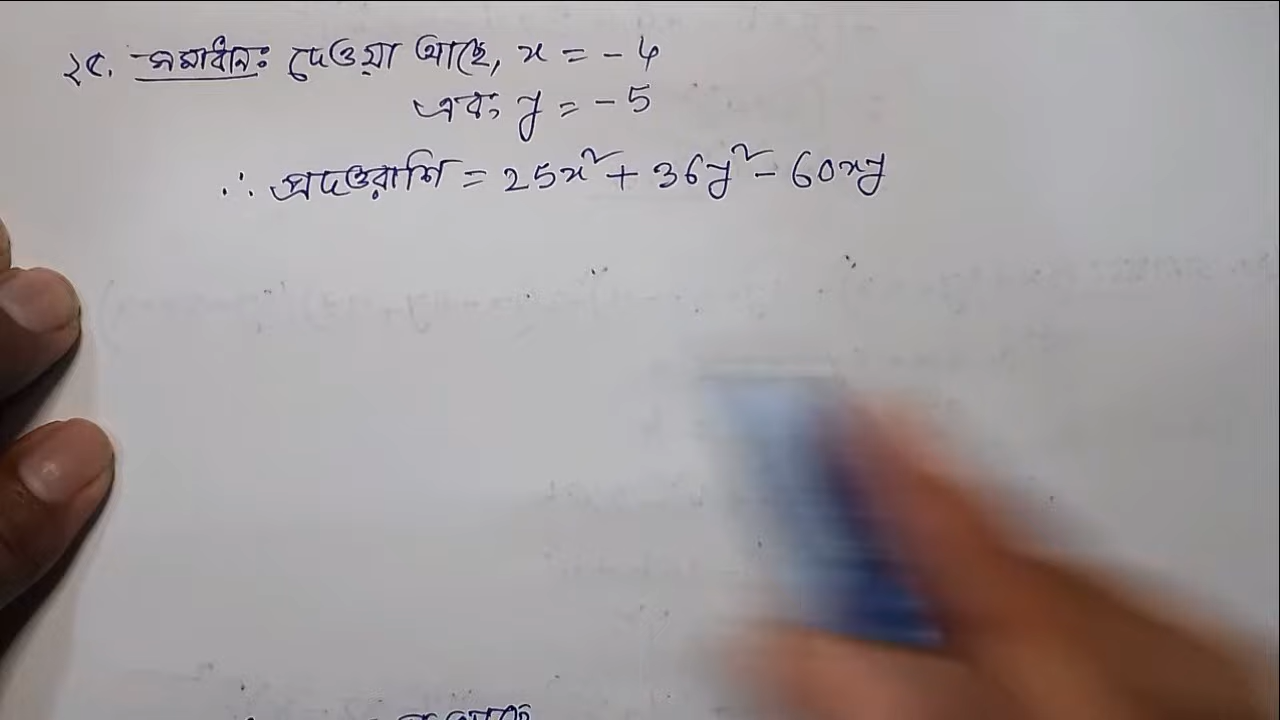 ২৫. সমাধান: দেওয়া আছে, x = - 4
এবং y = - 5
∴ প্রদত্তরাশি = 25x² + 36y² - 60xy